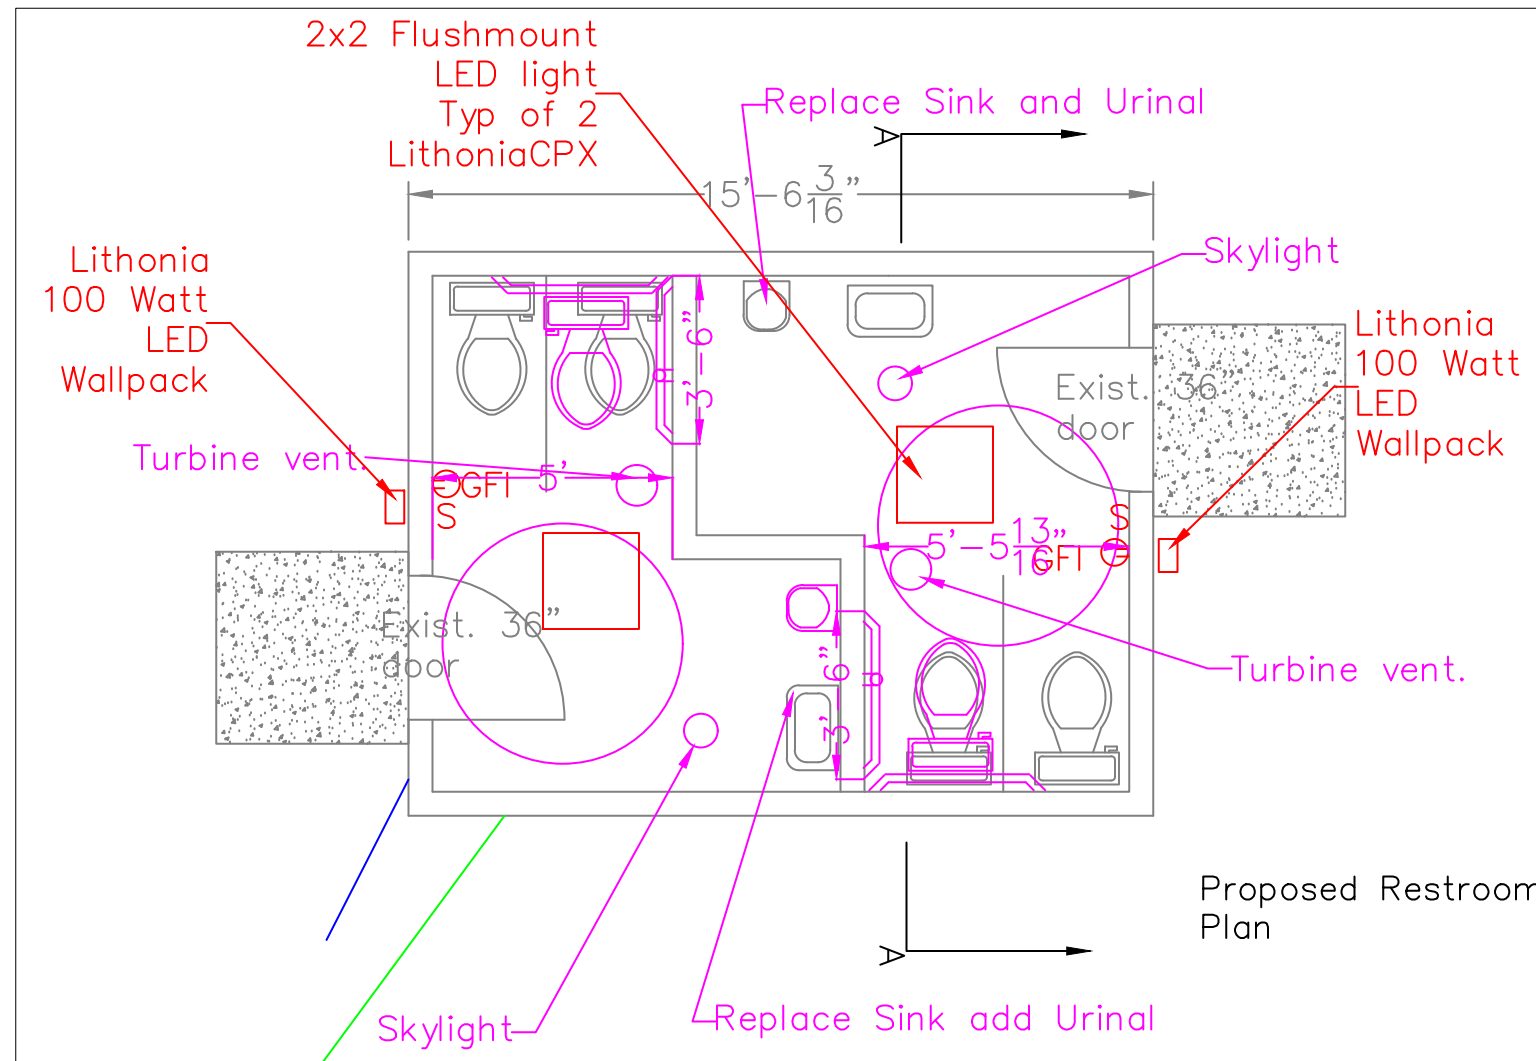 2x2 Flushmount
LED light
Typ of 2
LithoniaCPX
Replace Sink and Urinal
A
15'-6 3/16"
Skylight
Lithonia
100 Watt
LED
Wallpack
Lithonia
100 Watt
LED
Wallpack
3'-6"
Exist. 36"
door
Turbine vent.
GFI
5'
S
S
5'-5 13/16"
GFI
Exist. 36"
door
3' 6"
Turbine vent.
Proposed Restroom
Plan
A
Skylight
Replace Sink add Urinal